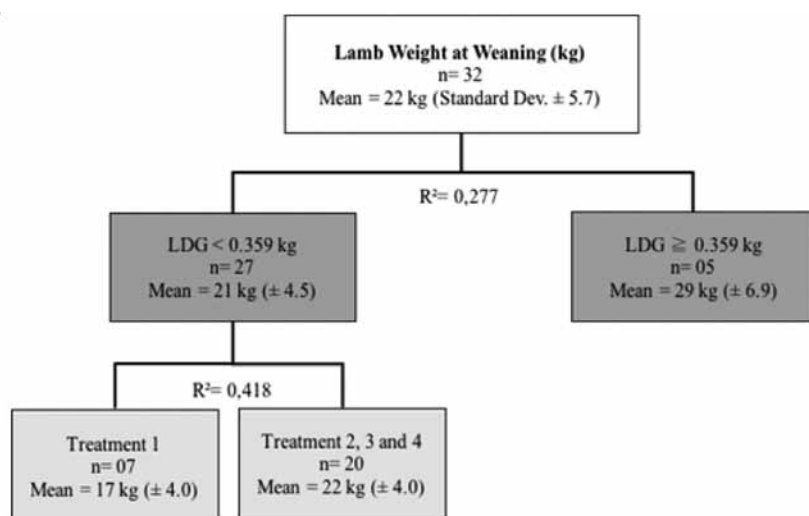 Lamb Weight at Weaning (kg)
n= 32
Mean = 22 kg (Standard Dev. ± 5.7)
R²= 0,277
LDG < 0.359 kg
n= 27
Mean = 21 kg (± 4.5)
LDG ≧ 0.359 kg
n= 05
Mean = 29 kg (± 6.9)
R²= 0,418
Treatment 1
n= 07
Mean = 17 kg (± 4.0)
Treatment 2, 3 and 4
n= 20
Mean = 22 kg (± 4.0)